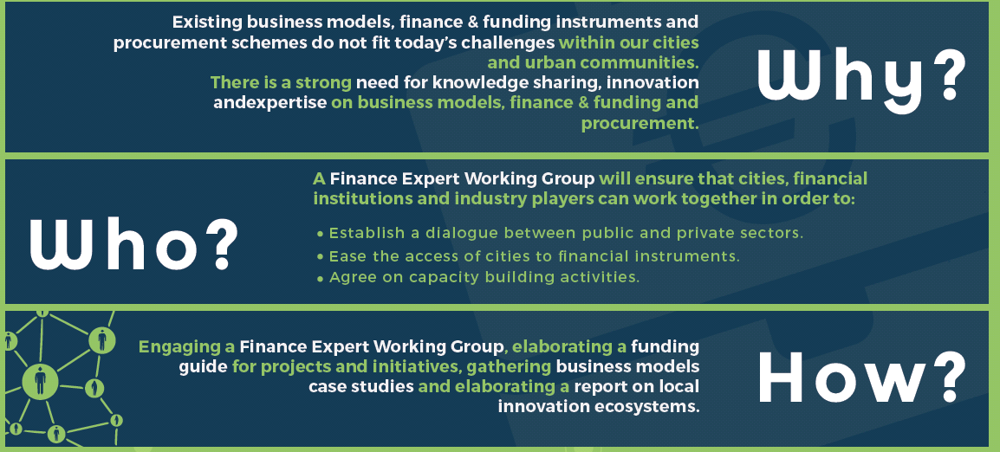 Existing business models, finance & funding instruments and
procurement schemes do not fit today's challenges within our cities
and urban communities.
There is a strong need for knowledge sharing, innovation
andexpertise on business models, finance & funding and
procurement.
Why?
Who?
A Finance Expert Working Group will ensure that cities, financial
institutions and industry players can work together in order to:
• Establish a dialogue between public and private sectors.
• Ease the access of cities to financial instruments.
• Agree on capacity building activities.
Engaging a Finance Expert Working Group, elaborating a funding
guide for projects and initiatives, gathering business models
case studies and elaborating a report on local
innovation ecosystems.
How?